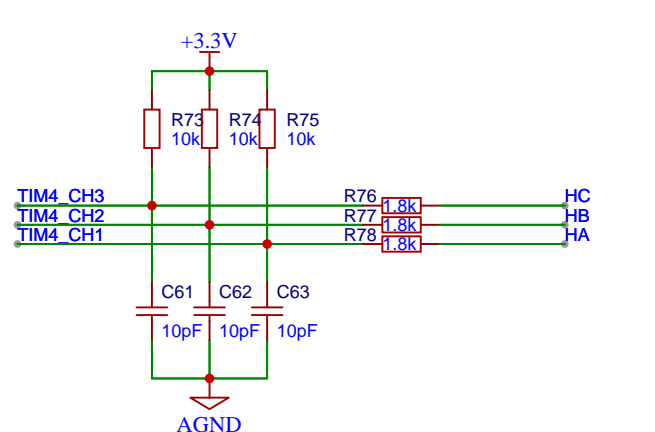 +3.3V
R73 R74 R75
10k 10k 10k
TIM4_CH3 R76 1.8k HC
TIM4_CH2 R77 1.8k HB
TIM4_CH1 R78 1.8k HA
C61 C62 C63
10pF 10pF 10pF
AGND